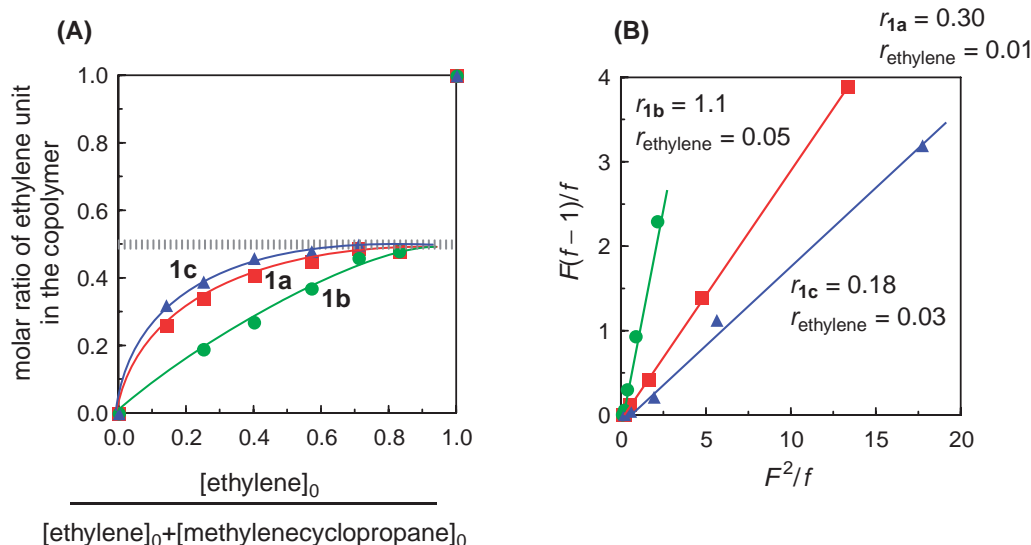 (A)
molar ratio of ethylene unit
in the copolymer
1.0
0.8
0.6
0.4
0.2
0.0
1c
1a
1b
0.0 0.2 0.4 0.6 0.8 1.0
[ethylene]0
[ethylene]0+[methylenecyclopropane]0
(B)
r1a = 0.30
rethylene = 0.01
F(f – 1)/f
4
3
2
1
0
r1b = 1.1
rethylene = 0.05
r1c = 0.18
rethylene = 0.03
0 5 10 15 20
F²/f